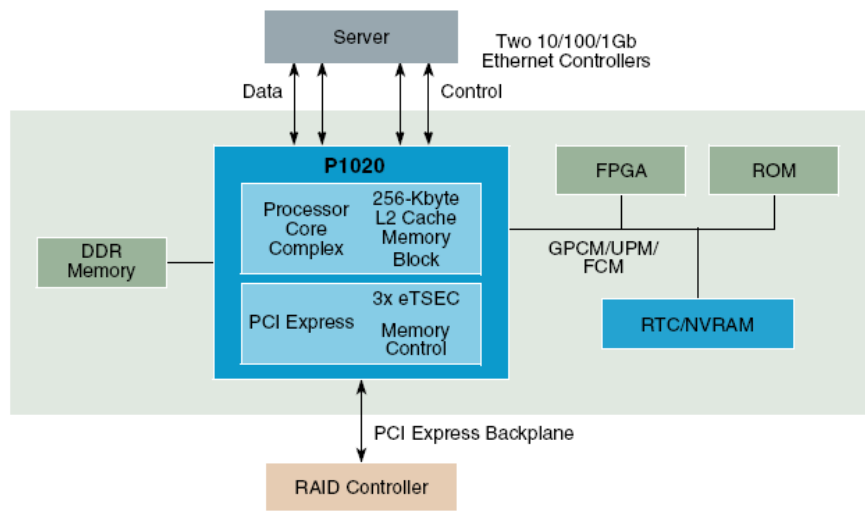 Server
Two 10/100/1Gb
Ethernet Controllers
Data
Control
P1020
Processor
Core
Complex
256-Kbyte
L2 Cache
Memory
Block
PCI Express
3x eTSEC
Memory
Control
DDR
Memory
FPGA
ROM
GPCM/UPM/
FCM
RTC/NVRAM
PCI Express Backplane
RAID Controller